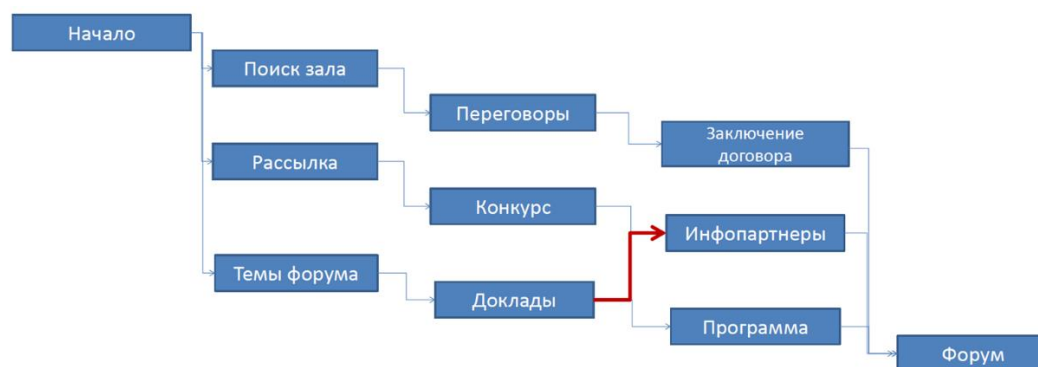 Начало
Поиск зала
Переговоры
Заключение
договора
Рассылка
Конкурс
Инфопартнеры
Темы форума
Доклады
Программа
Форум